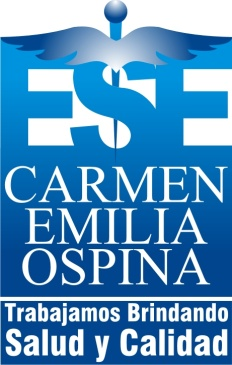 ESE
CARMEN
EMILIA
OSPINA
Trabajamos Brindando
Salud y Calidad